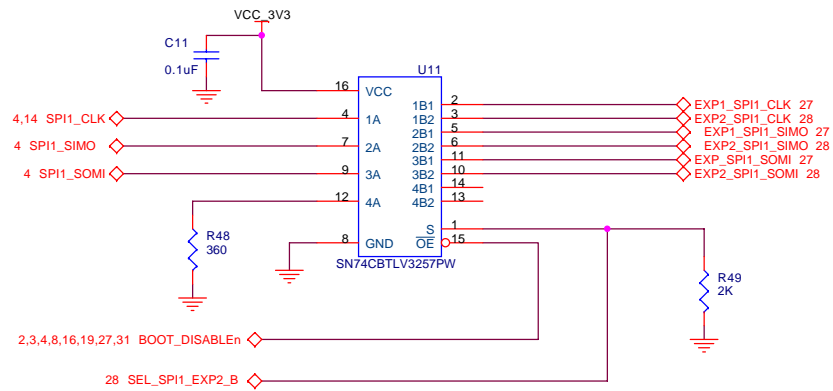 VCC_3V3
C11
0.1uF
U11
16 VCC
4,14 SPI1_CLK 4 1A 1B1 2 EXP1_SPI1_CLK 27
1B2 3 EXP2_SPI1_CLK 28
4 SPI1_SIMO 7 2A 2B1 5 EXP1_SPI1_SIMO 27
2B2 6 EXP2_SPI1_SIMO 28
4 SPI1_SOMI 9 3A 3B1 11 EXP_SPI1_SOMI 27
3B2 10 EXP2_SPI1_SOMI 28
4B1 14
12 4A 4B2 13
R48
360
S 1
8 GND OE 15
SN74CBTLV3257PW
R49
2K
2,3,4,8,16,19,27,31 BOOT_DISABLEn
28 SEL_SPI1_EXP2_B